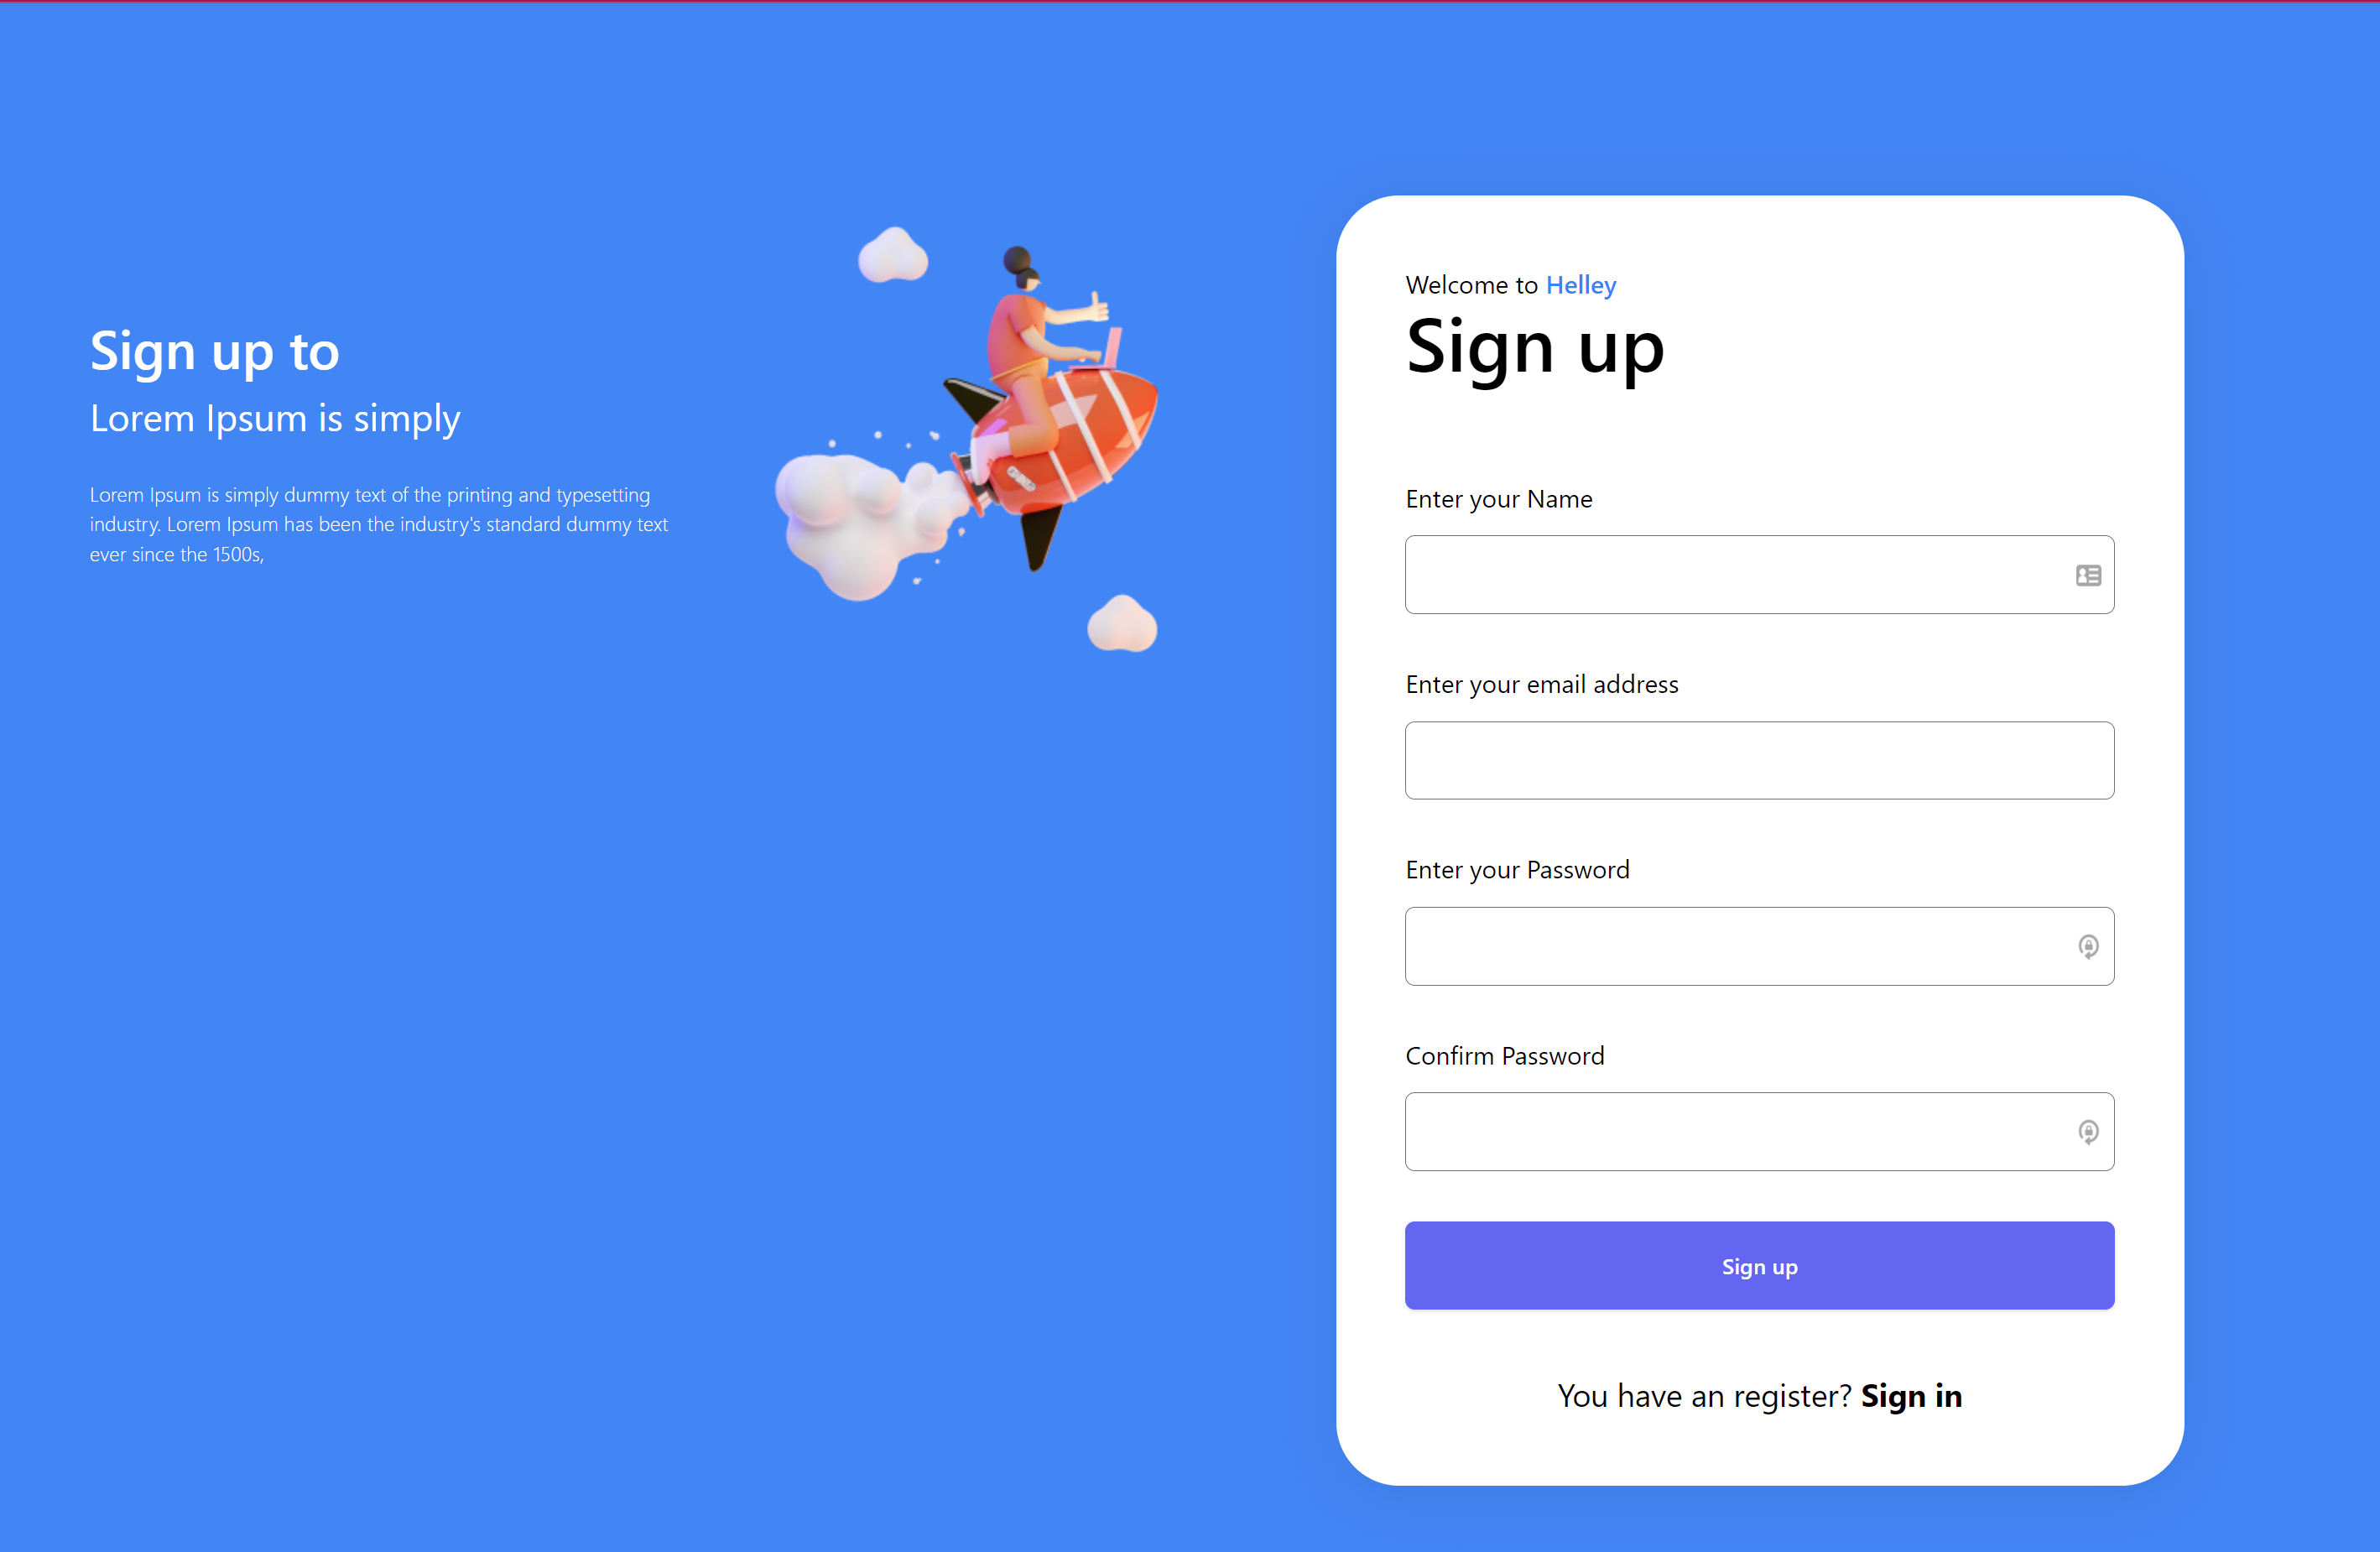 Sign up to
Lorem Ipsum is simply
Lorem Ipsum is simply dummy text of the printing and typesetting
industry. Lorem Ipsum has been the industry's standard dummy text
ever since the 1500s,
Welcome to Helley
Sign up
Enter your Name
Enter your email address
Enter your Password
Confirm Password
Sign up
You have an register? Sign in